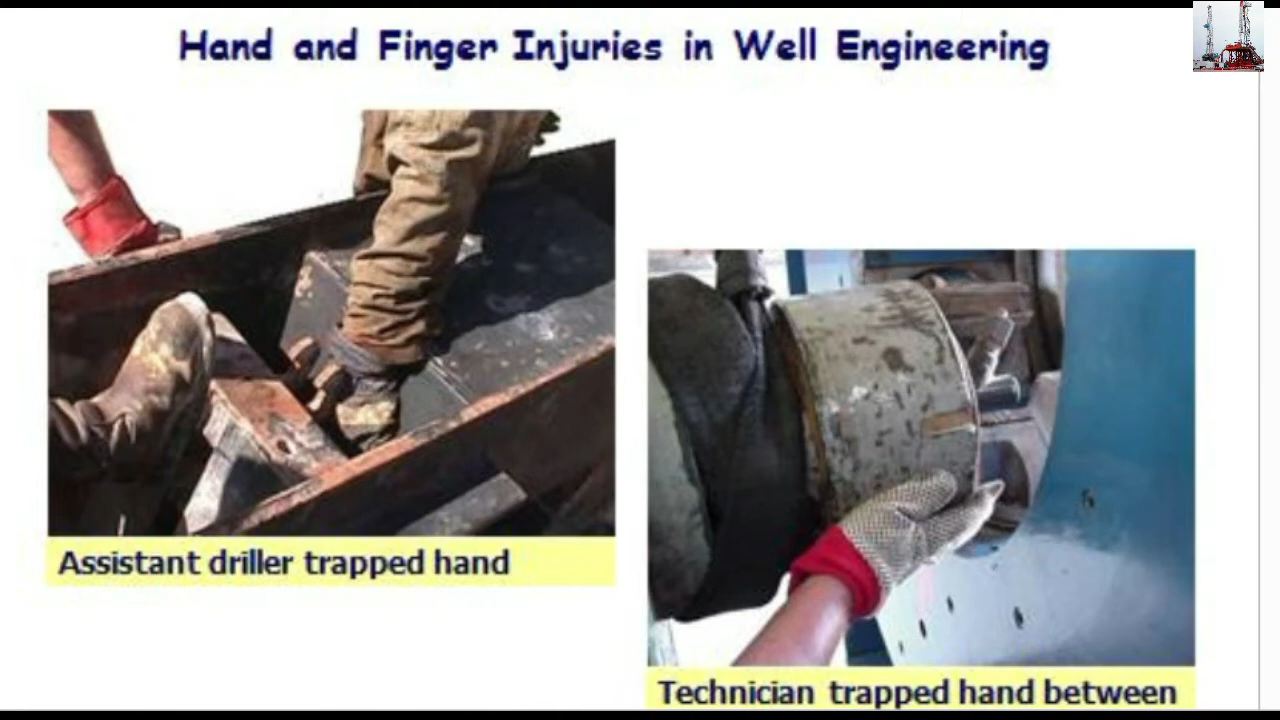 Hand and Finger Injuries in Well Engineering
Assistant driller trapped hand
Technician trapped hand between